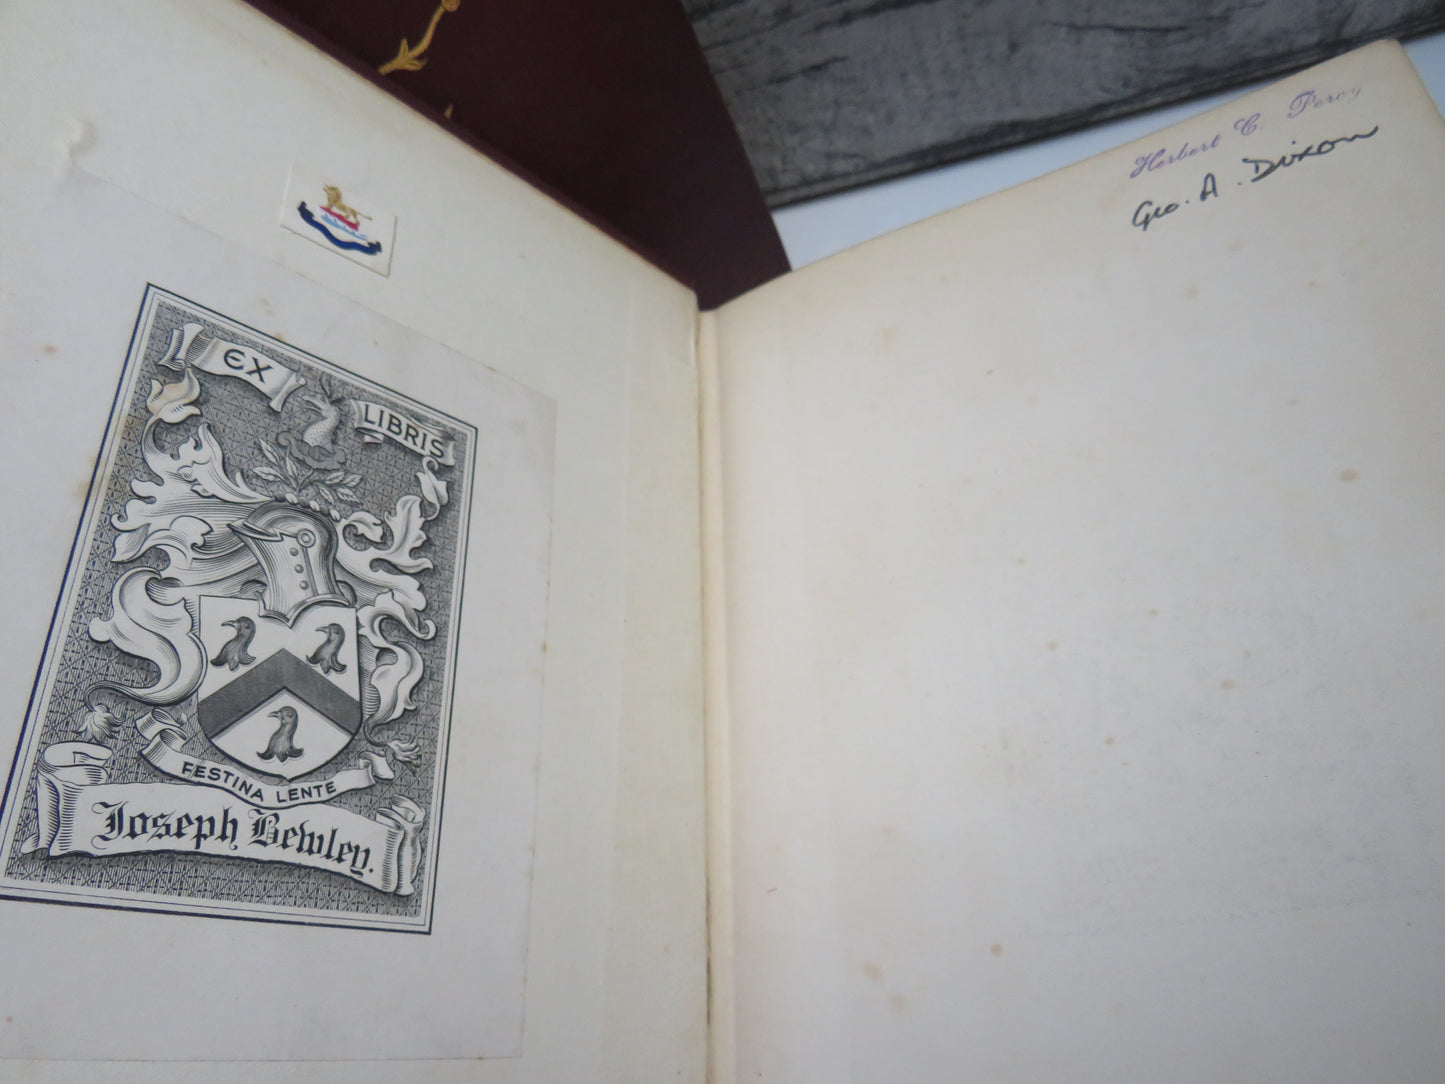 EX LIBRIS
FESTINA LENTE
Joseph Bewley.
Herbert C. Percy
Geo. A. Dixon